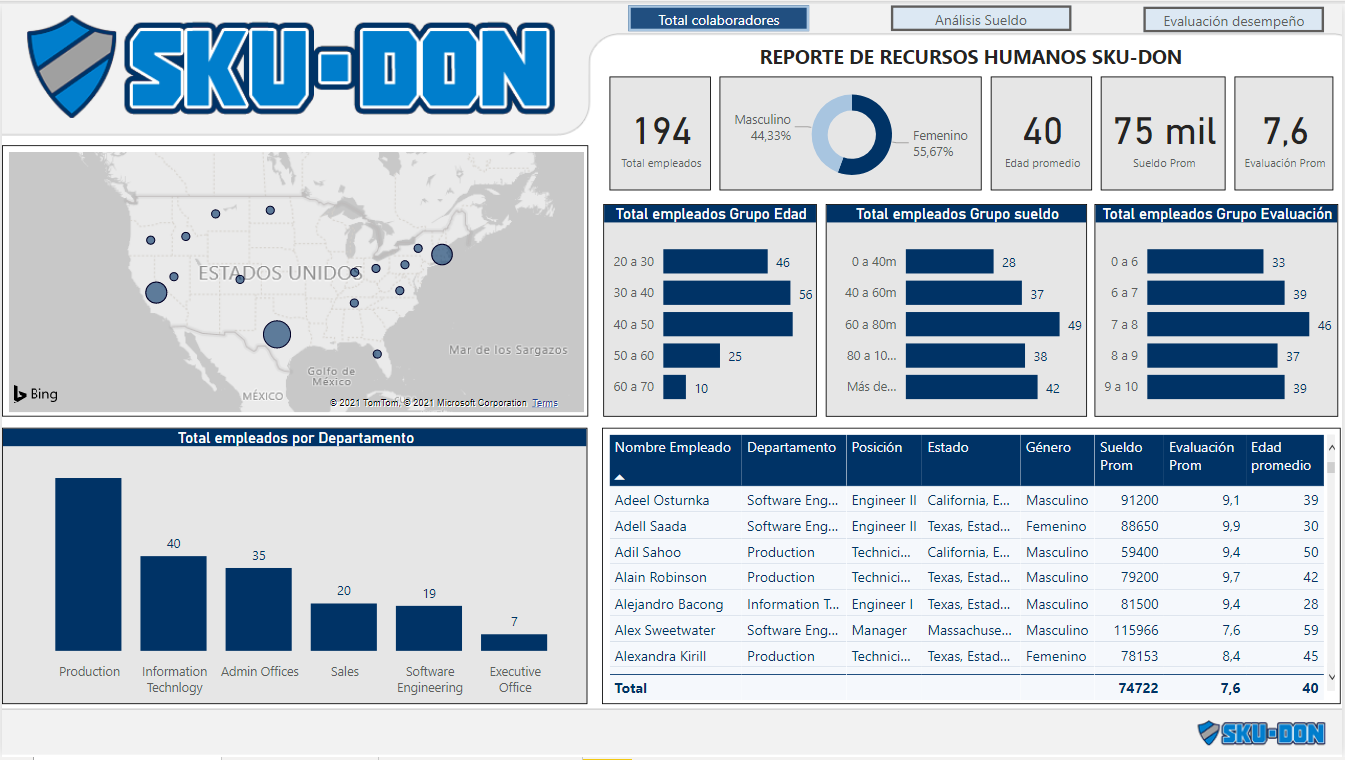 SKU-DON
Total colaboradores
Análisis Sueldo
Evaluación desempeño
REPORTE DE RECURSOS HUMANOS SKU-DON
194
Total empleados
Masculino
44,33%
Femenino
55,67%
40
Edad promedio
75 mil
Sueldo Prom
7,6
Evaluación Prom
ESTADOS UNIDOS
Mar de los Sargazos
Golfo de
México
MÉXICO
Bing
© 2021 TomTom, © 2021 Microsoft Corporation Terms
Total empleados Grupo Edad
20 a 30 46
30 a 40 56
40 a 50
50 a 60 25
60 a 70 10
Total empleados Grupo sueldo
0 a 40m 28
40 a 60m 37
60 a 80m 49
80 a 10... 38
Más de... 42
Total empleados Grupo Evaluación
0 a 6 33
6 a 7 39
7 a 8 46
8 a 9 37
9 a 10 39
Total empleados por Departamento
40
35
20
19
7
Production
Information
Technlogy
Admin Offices
Sales
Software
Engineering
Executive
Office
Nombre Empleado Departamento Posición Estado Género Sueldo Prom Evaluación Prom Edad promedio
Adeel Osturnka Software Eng... Engineer II California, E... Masculino 91200 9,1 39
Adell Saada Software Eng... Engineer II Texas, Estad... Femenino 88650 9,9 30
Adil Sahoo Production Technici... California, E... Masculino 59400 9,4 50
Alain Robinson Production Technici... Texas, Estad... Masculino 79200 9,7 42
Alejandro Bacong Information T... Engineer I Texas, Estad... Masculino 81500 9,4 28
Alex Sweetwater Software Eng... Manager Massachuse... Masculino 115966 7,6 59
Alexandra Kirill Production Technici... Texas, Estad... Femenino 78153 8,4 45
Total 74722 7,6 40
SKU-DON